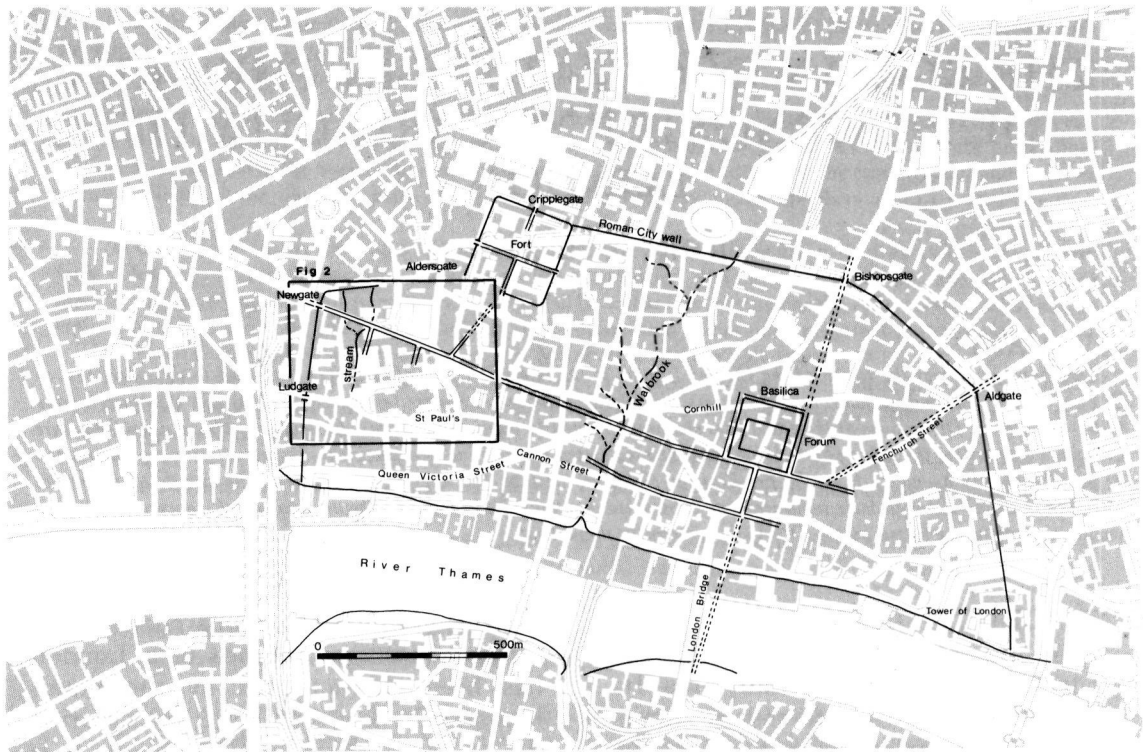 Cripplegate
Roman City wall
Fort
Aldersgate
Fig 2
Bishopsgate
Newgate
stream
Ludgate
Walbrook
Basilica
Aldgate
Cornhill
St Paul's
Forum
Fenchurch Street
Cannon Street
Queen Victoria Street
River Thames
London Bridge
Tower of London
0 500m